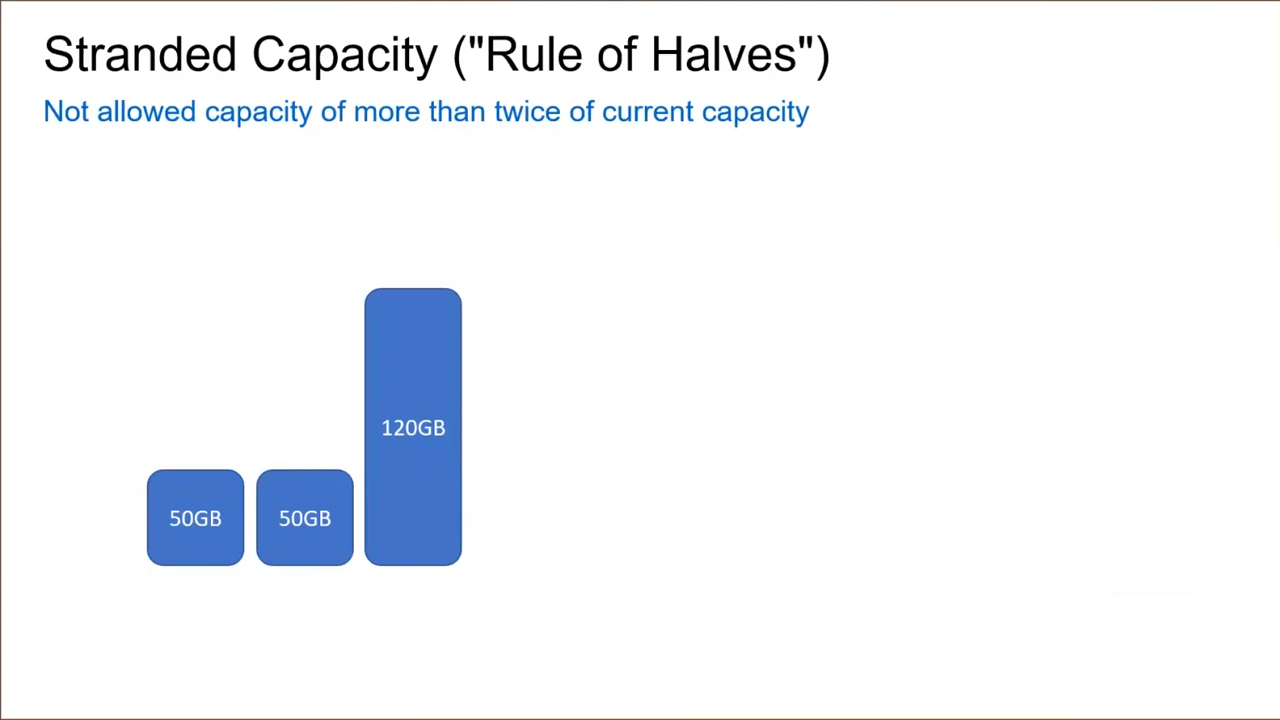 Stranded Capacity ("Rule of Halves")
Not allowed capacity of more than twice of current capacity
120GB
50GB
50GB